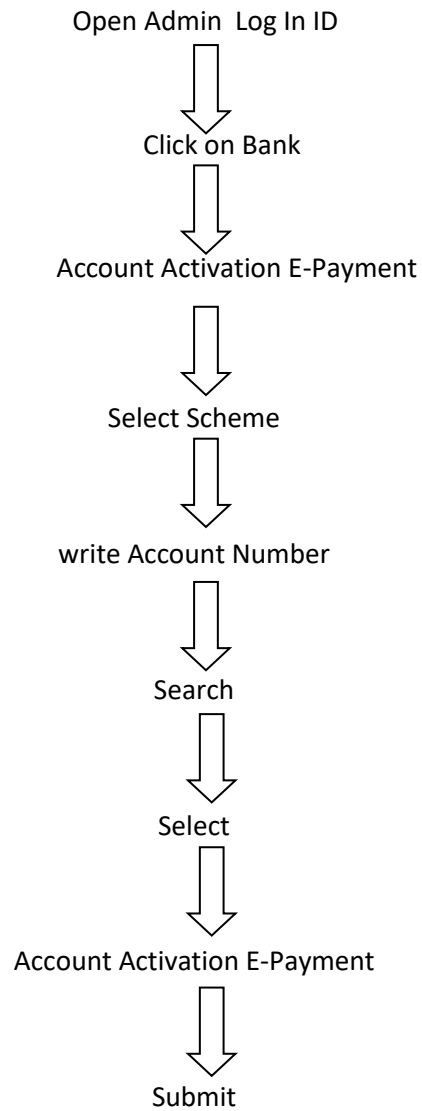 Open Admin Log In ID
Click on Bank
Account Activation E-Payment
Select Scheme
write Account Number
Search
Select
Account Activation E-Payment
Submit